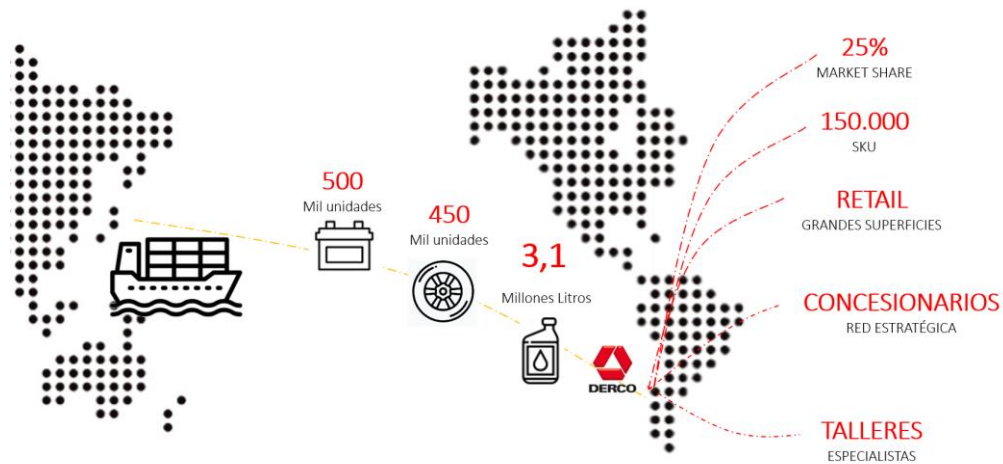 500
Mil unidades
450
Mil unidades
3,1
Millones Litros
DERCO
25%
MARKET SHARE
150.000
SKU
RETAIL
GRANDES SUPERFICIES
CONCESIONARIOS
RED ESTRATÉGICA
TALLERES
ESPECIALISTAS